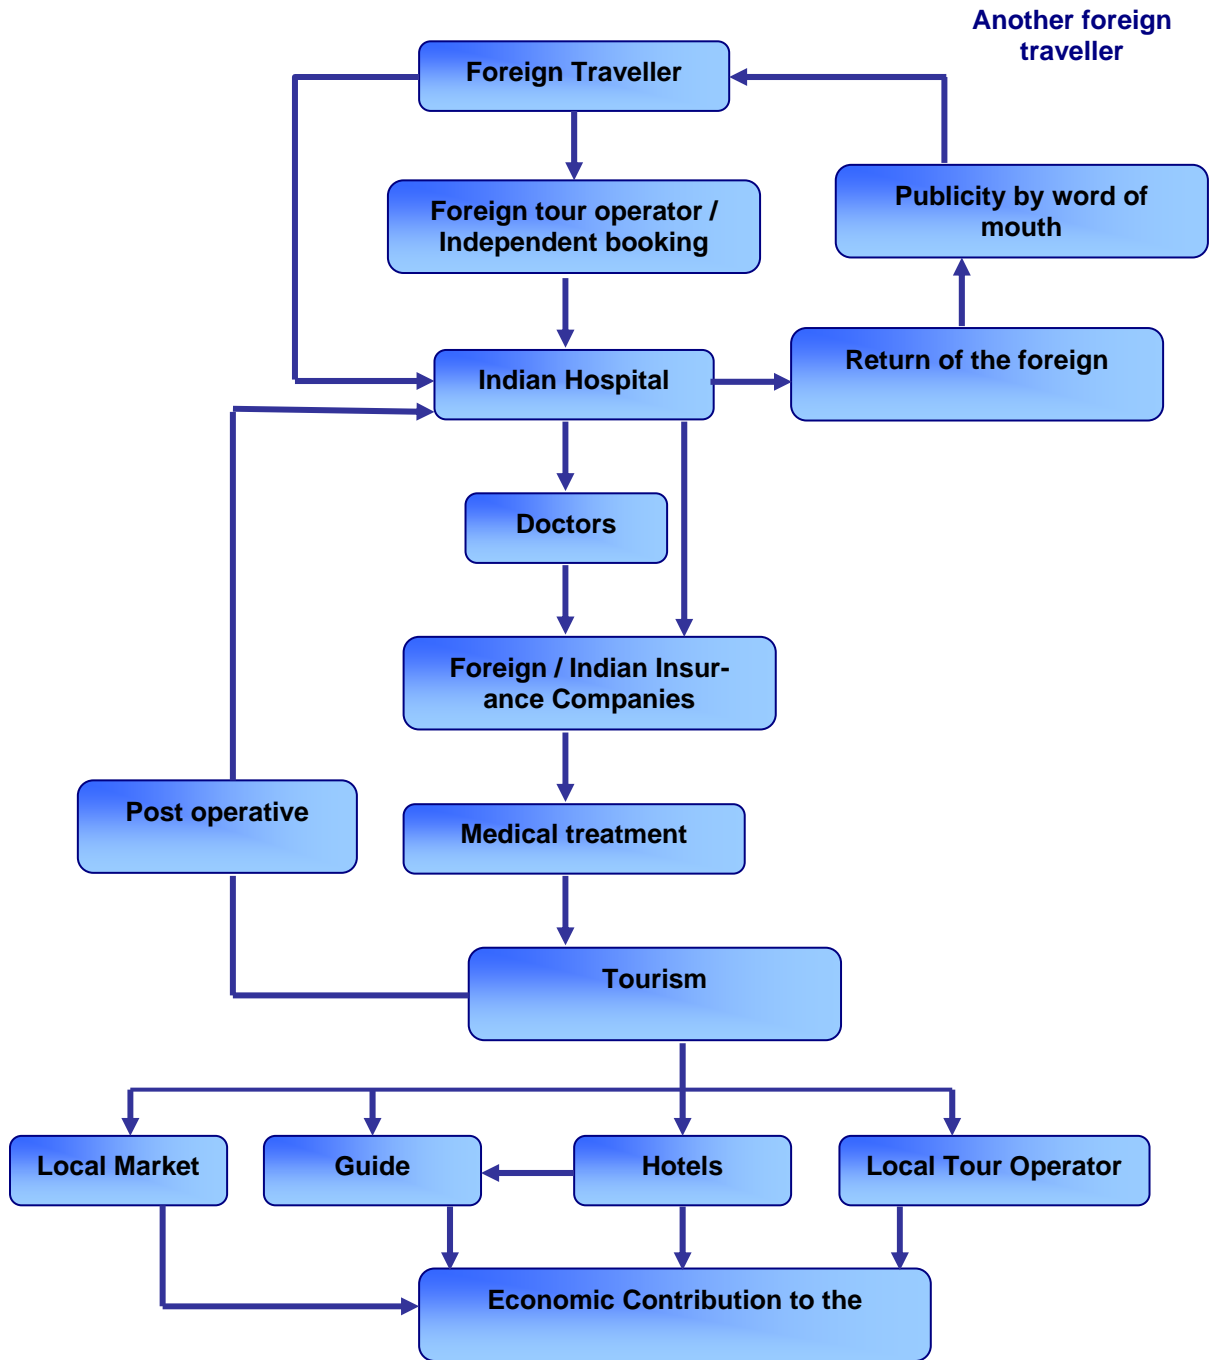 Another foreign
traveller
Foreign Traveller
Foreign tour operator /
Independent booking
Publicity by word of
mouth
Indian Hospital
Return of the foreign
Doctors
Foreign / Indian Insur-
ance Companies
Post operative
Medical treatment
Tourism
Local Market
Guide
Hotels
Local Tour Operator
Economic Contribution to the